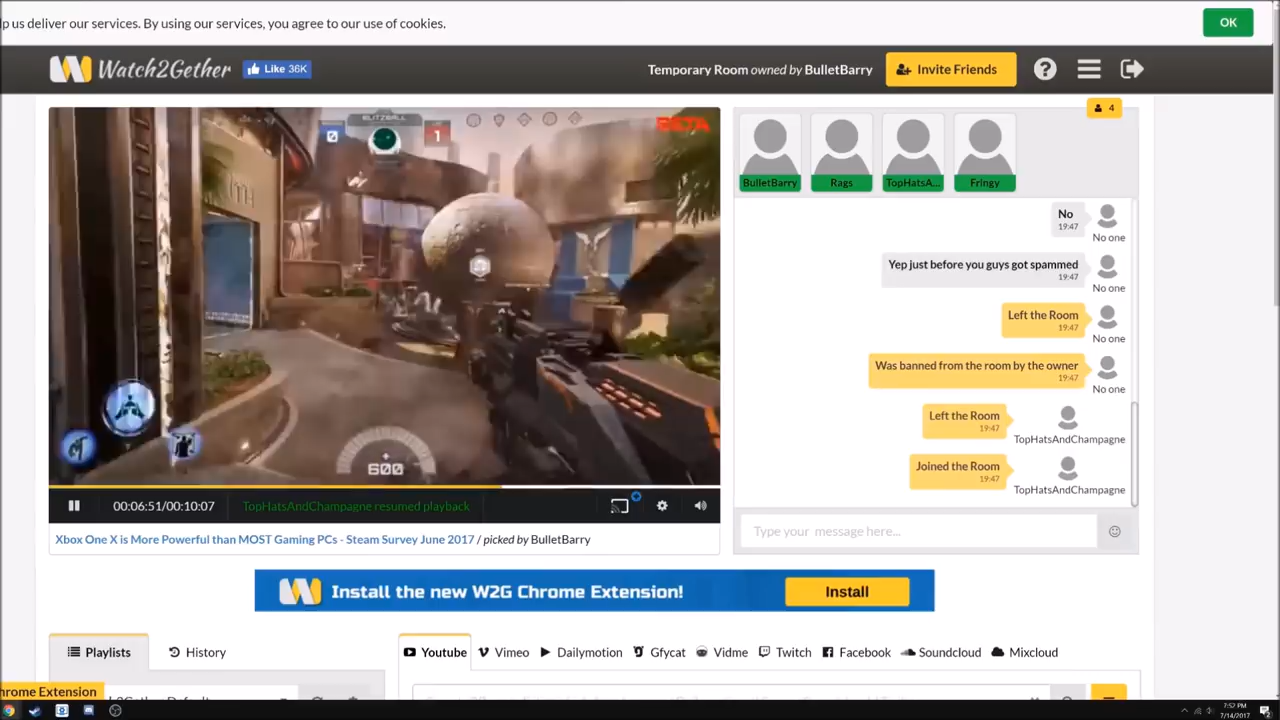 lp us deliver our services. By using our services, you agree to our use of cookies.
OK
Watch2Gether
Like 36K
Temporary Room owned by BulletBarry
Invite Friends
4
BETA
ELITZBALL
0
1
600
BulletBarry
Rags
TopHatsA...
Fringy
No
19:47
No one
Yep just before you guys got spammed
19:47
No one
Left the Room
19:47
No one
Was banned from the room by the owner
19:47
No one
Left the Room
19:47
TopHatsAndChampagne
Joined the Room
19:47
TopHatsAndChampagne
00:06:51/00:10:07
TopHatsAndChampagne resumed playback
Type your message here...
Xbox One X is More Powerful than MOST Gaming PCs - Steam Survey June 2017 / picked by BulletBarry
Install the new W2G Chrome Extension!
Install
Playlists
History
Youtube
Vimeo
Dailymotion
Gfycat
Vidme
Twitch
Facebook
Soundcloud
Mixcloud
hrome Extension
7:52 PM
7/14/2017